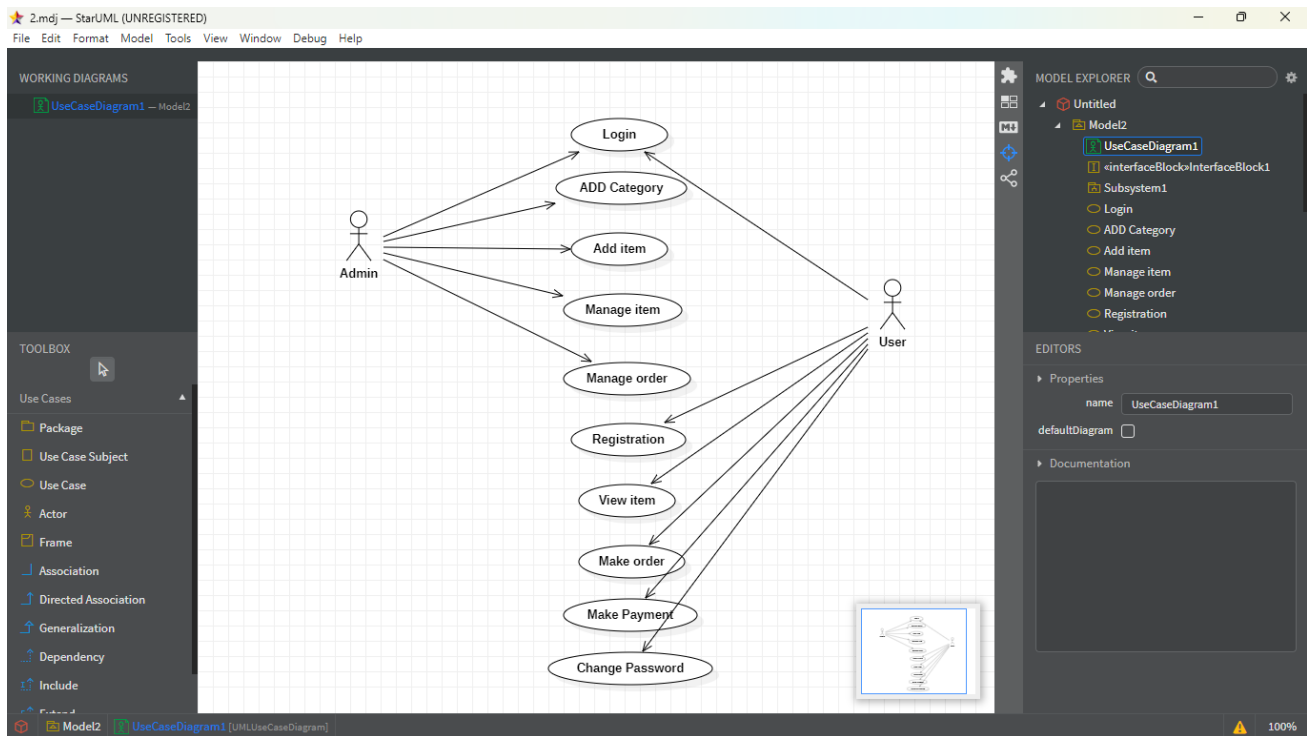 2.mdj — StarUML (UNREGISTERED)
File Edit Format Model Tools View Window Debug Help
WORKING DIAGRAMS
UseCaseDiagram1 — Model2
TOOLBOX
Use Cases
Package
Use Case Subject
Use Case
Actor
Frame
Association
Directed Association
Generalization
Dependency
Include
Login
ADD Category
Add item
Admin
Manage item
User
Manage order
Registration
View item
Make order
Make Payment
Change Password
MODEL EXPLORER
Untitled
Model2
UseCaseDiagram1
«interfaceBlock»InterfaceBlock1
Subsystem1
Login
ADD Category
Add item
Manage item
Manage order
Registration
EDITORS
Properties
name UseCaseDiagram1
defaultDiagram
Documentation
Model2 UseCaseDiagram1 [UMLUseCaseDiagram]
100%